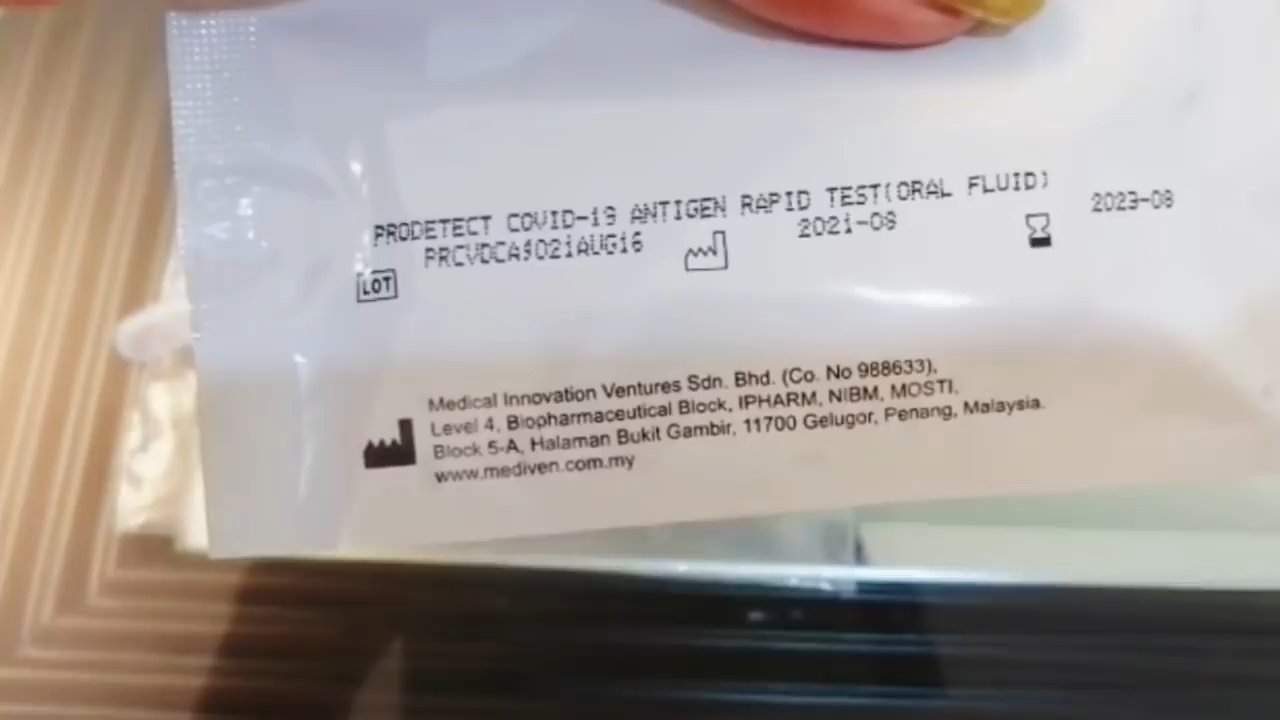 PRODETECT COVID-19 ANTIGEN RAPID TEST(ORAL FLUID)
LOT PRCVDCAS021AUG16 2021-08 2023-08
Medical Innovation Ventures Sdn. Bhd. (Co. No 988633),
Level 4, Biopharmaceutical Block, IPHARM, NIBM, MOSTI,
Block 5-A, Halaman Bukit Gambir, 11700 Gelugor, Penang, Malaysia.
www.mediven.com.my